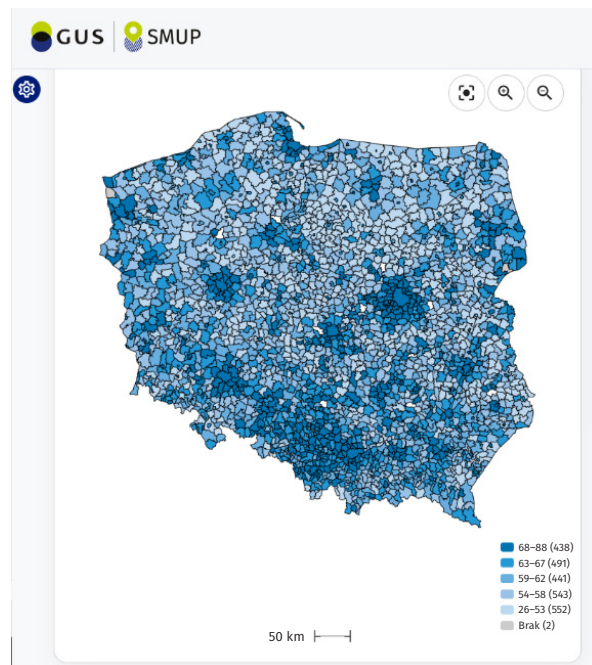 GUS SMUP
68–88 (438)
63–67 (491)
59–62 (441)
54–58 (543)
26–53 (552)
Brak (2)
50 km